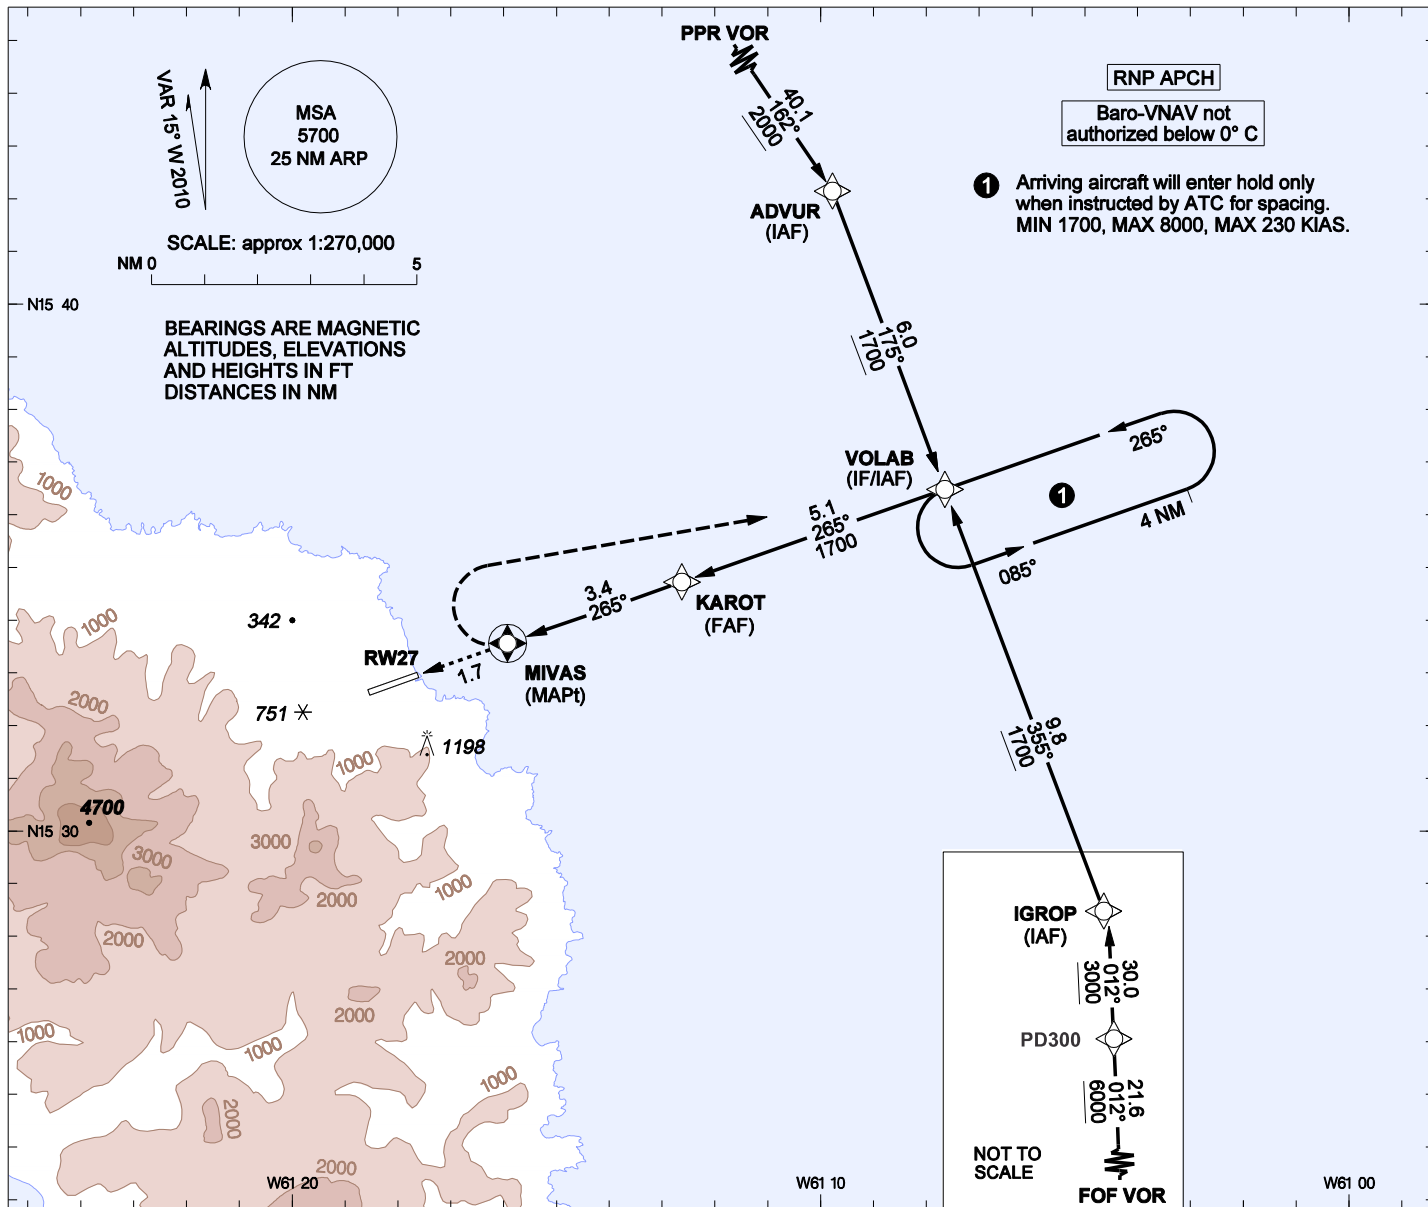 PPR VOR
40.1
162°
2000
VAR 15° W 2010
MSA
5700
25 NM ARP
SCALE: approx 1:270,000
NM 0
5
BEARINGS ARE MAGNETIC
ALTITUDES, ELEVATIONS
AND HEIGHTS IN FT
DISTANCES IN NM
RNP APCH
Baro-VNAV not
authorized below 0° C
1 Arriving aircraft will enter hold only
when instructed by ATC for spacing.
MIN 1700, MAX 8000, MAX 230 KIAS.
ADVUR
(IAF)
N15 40
6.0
175°
1700
VOLAB
(IF/IAF)
265°
1
4 NM
085°
5.1
265°
1700
KAROT
(FAF)
3.4
265°
MIVAS
(MAPt)
1.7
RW27
342
751
1198
1000
1000
2000
1000
4700
N15 30
3000
3000
2000
1000
2000
2000
2000
1000
1000
1000
2000
2000
9.8
355°
1700
IGROP
(IAF)
30.0
012°
3000
PD300
21.6
012°
6000
NOT TO
SCALE
FOF VOR
W61 20
W61 10
W61 00